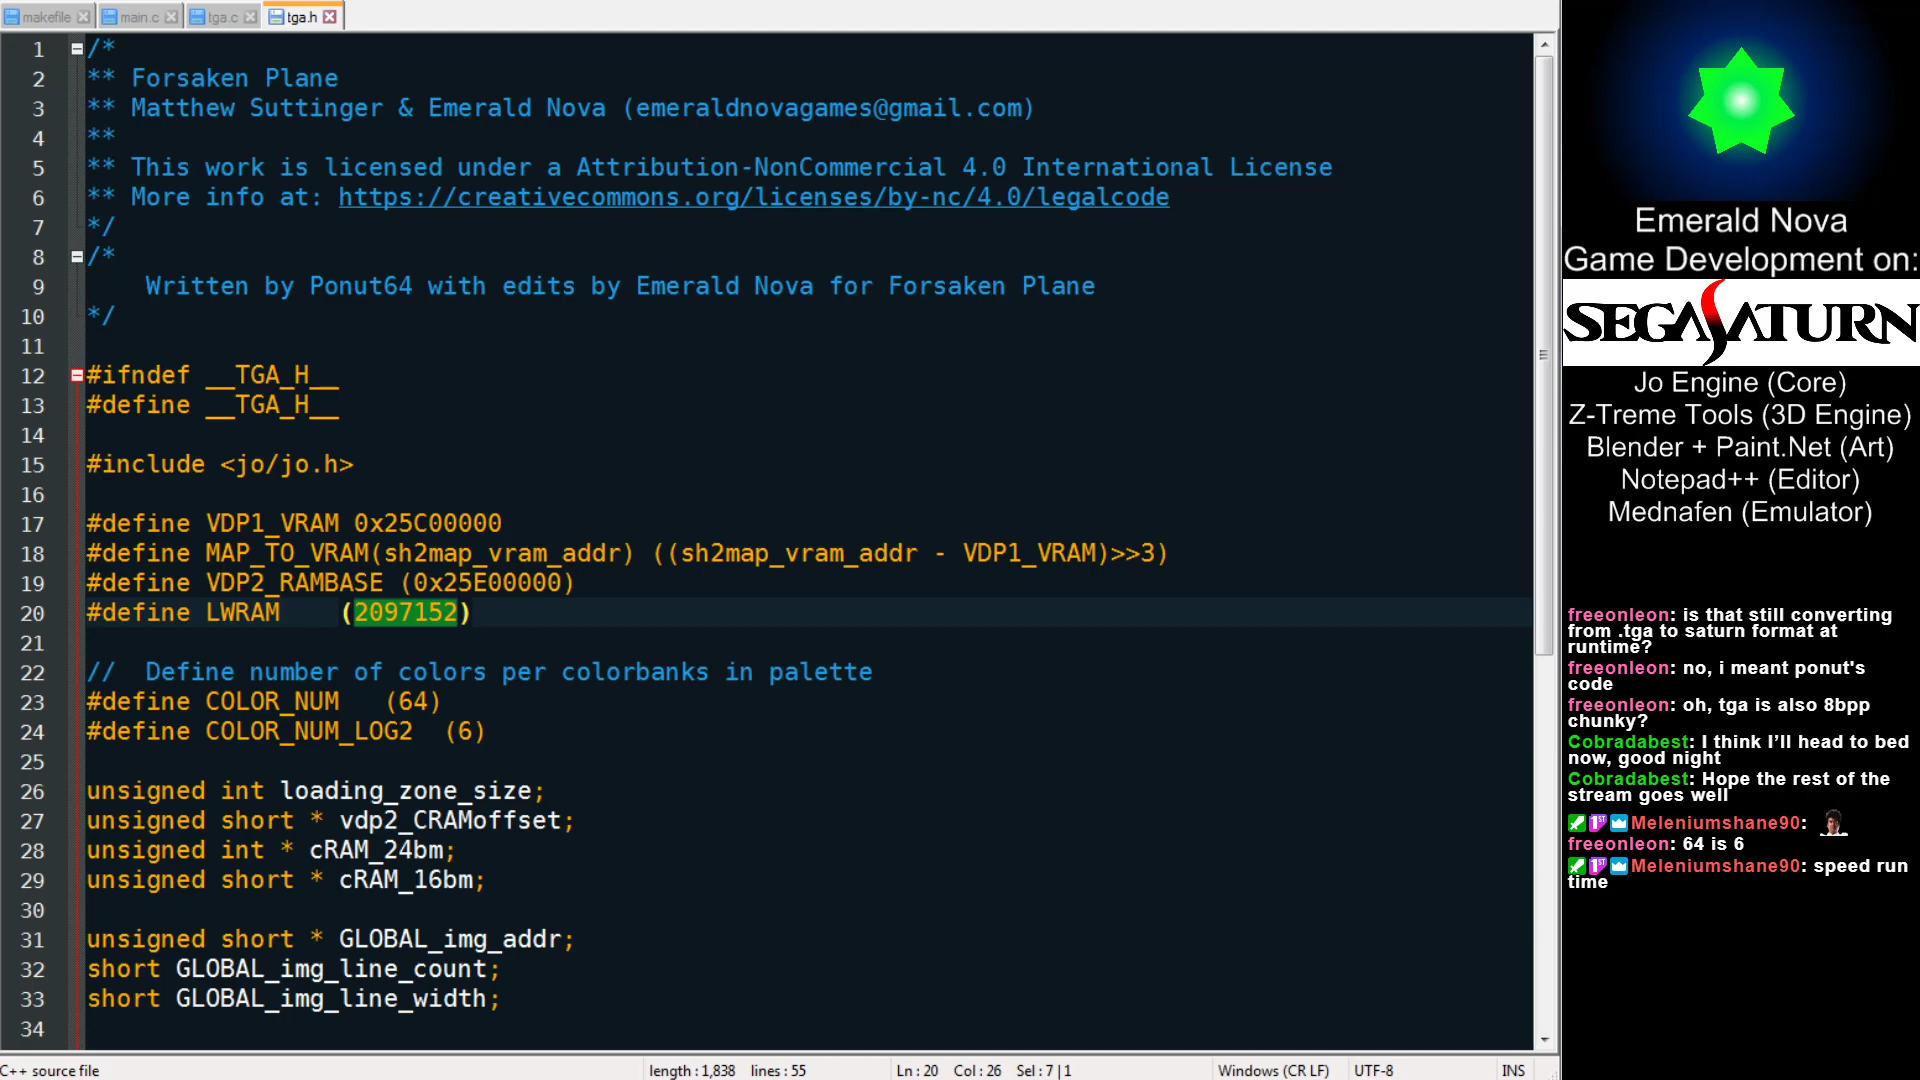 makefile main.c tga.c tga.h
1 /*
2 ** Forsaken Plane
3 ** Matthew Suttinger & Emerald Nova (emeraldnovagames@gmail.com)
4 **
5 ** This work is licensed under a Attribution-NonCommercial 4.0 International License
6 ** More info at: https://creativecommons.org/licenses/by-nc/4.0/legalcode
7 */
8 /*
9 Written by Ponut64 with edits by Emerald Nova for Forsaken Plane
10 */
11
12 #ifndef __TGA_H__
13 #define __TGA_H__
14
15 #include <jo/jo.h>
16
17 #define VDP1_VRAM 0x25C00000
18 #define MAP_TO_VRAM(sh2map_vram_addr) ((sh2map_vram_addr - VDP1_VRAM)>>3)
19 #define VDP2_RAMBASE (0x25E00000)
20 #define LWRAM (2097152)
21
22 // Define number of colors per colorbanks in palette
23 #define COLOR_NUM (64)
24 #define COLOR_NUM_LOG2 (6)
25
26 unsigned int loading_zone_size;
27 unsigned short * vdp2_CRAMoffset;
28 unsigned int * cRAM_24bm;
29 unsigned short * cRAM_16bm;
30
31 unsigned short * GLOBAL_img_addr;
32 short GLOBAL_img_line_count;
33 short GLOBAL_img_line_width;
34
C++ source file length : 1,838 lines : 55 Ln : 20 Col : 26 Sel : 7 | 1 Windows (CR LF) UTF-8 INS
Emerald Nova
Game Development on:
SEGA SATURN
Jo Engine (Core)
Z-Treme Tools (3D Engine)
Blender + Paint.Net (Art)
Notepad++ (Editor)
Mednafen (Emulator)
freeonleon: is that still converting
from .tga to saturn format at
runtime?
freeonleon: no, i meant ponut's
code
freeonleon: oh, tga is also 8bpp
chunky?
Cobradabest: I think I’ll head to bed
now, good night
Cobradabest: Hope the rest of the
stream goes well
1ST Meleniumshane90:
freeonleon: 64 is 6
1ST Meleniumshane90: speed run
time